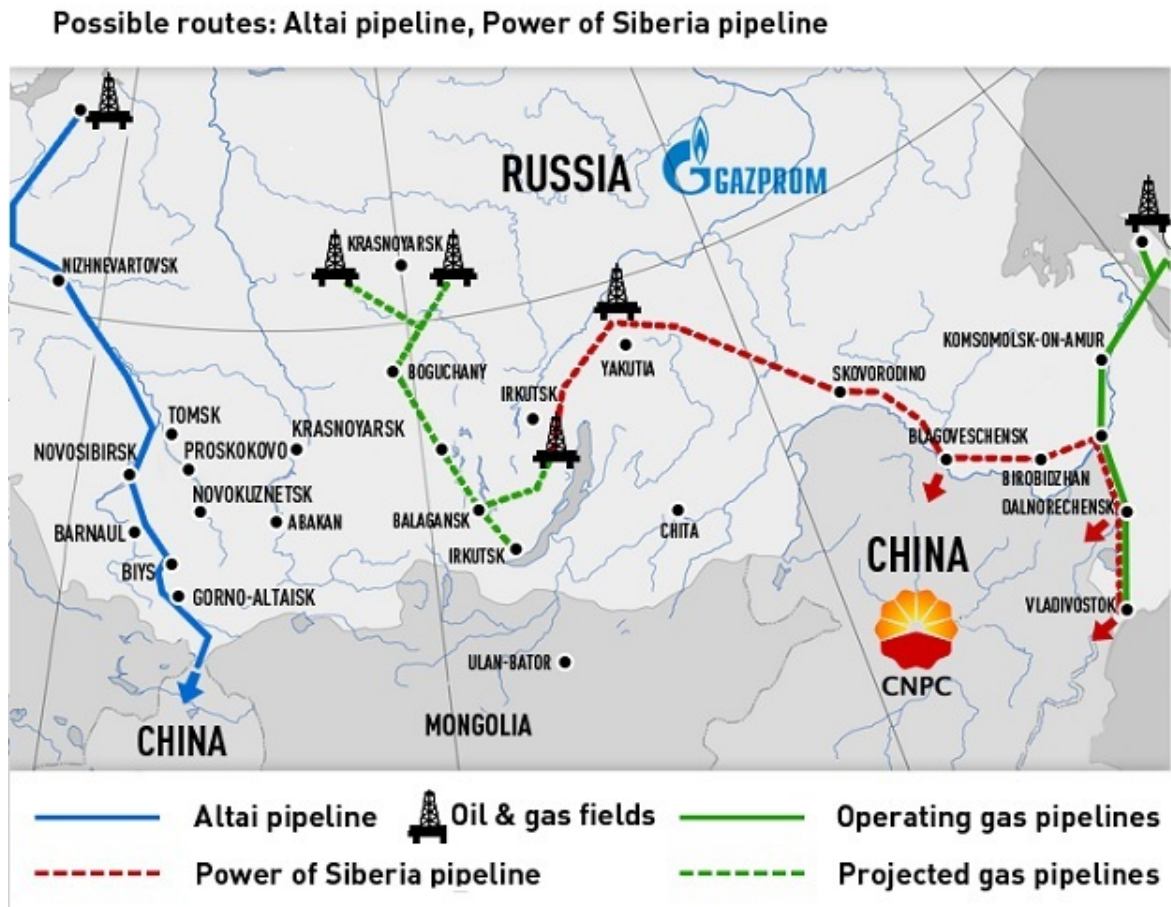 Possible routes: Altai pipeline, Power of Siberia pipeline
RUSSIA
GAZPROM
KRASNOYARSK
NIZHNEVARTOVSK
KOMSOMOLSK-ON-AMUR
BOGUCHANY
YAKUTIA
SKOVORODINO
IRKUTSK
TOMSK
KRASNOYARSK
PROSKOKOVO
NOVOSIBIRSK
BLAGOVESCHENSK
BIROBIDZHAN
NOVOKUZNETSK
DALNORECHENSK
BALAGANSK
ABAKAN
BARNAUL
CHITA
IRKUTSK
CHINA
BIYS
GORNO-ALTAISK
VLADIVOSTOK
ULAN-BATOR
CNPC
MONGOLIA
CHINA
Altai pipeline
Oil & gas fields
Operating gas pipelines
Power of Siberia pipeline
Projected gas pipelines